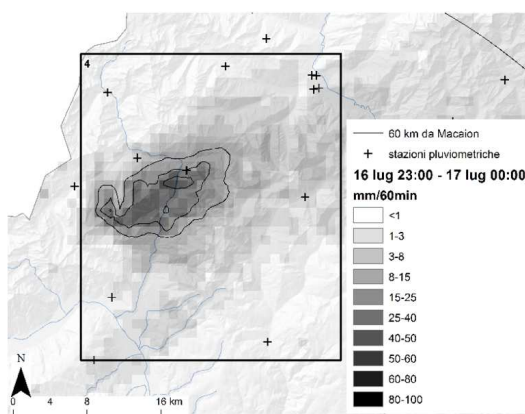 4
60 km da Macaion
stazioni pluviometriche
16 lug 23:00 - 17 lug 00:00
mm/60min
<1
1-3
3-8
8-15
15-25
25-40
40-50
50-60
60-80
80-100
N
0 4 8 16 km